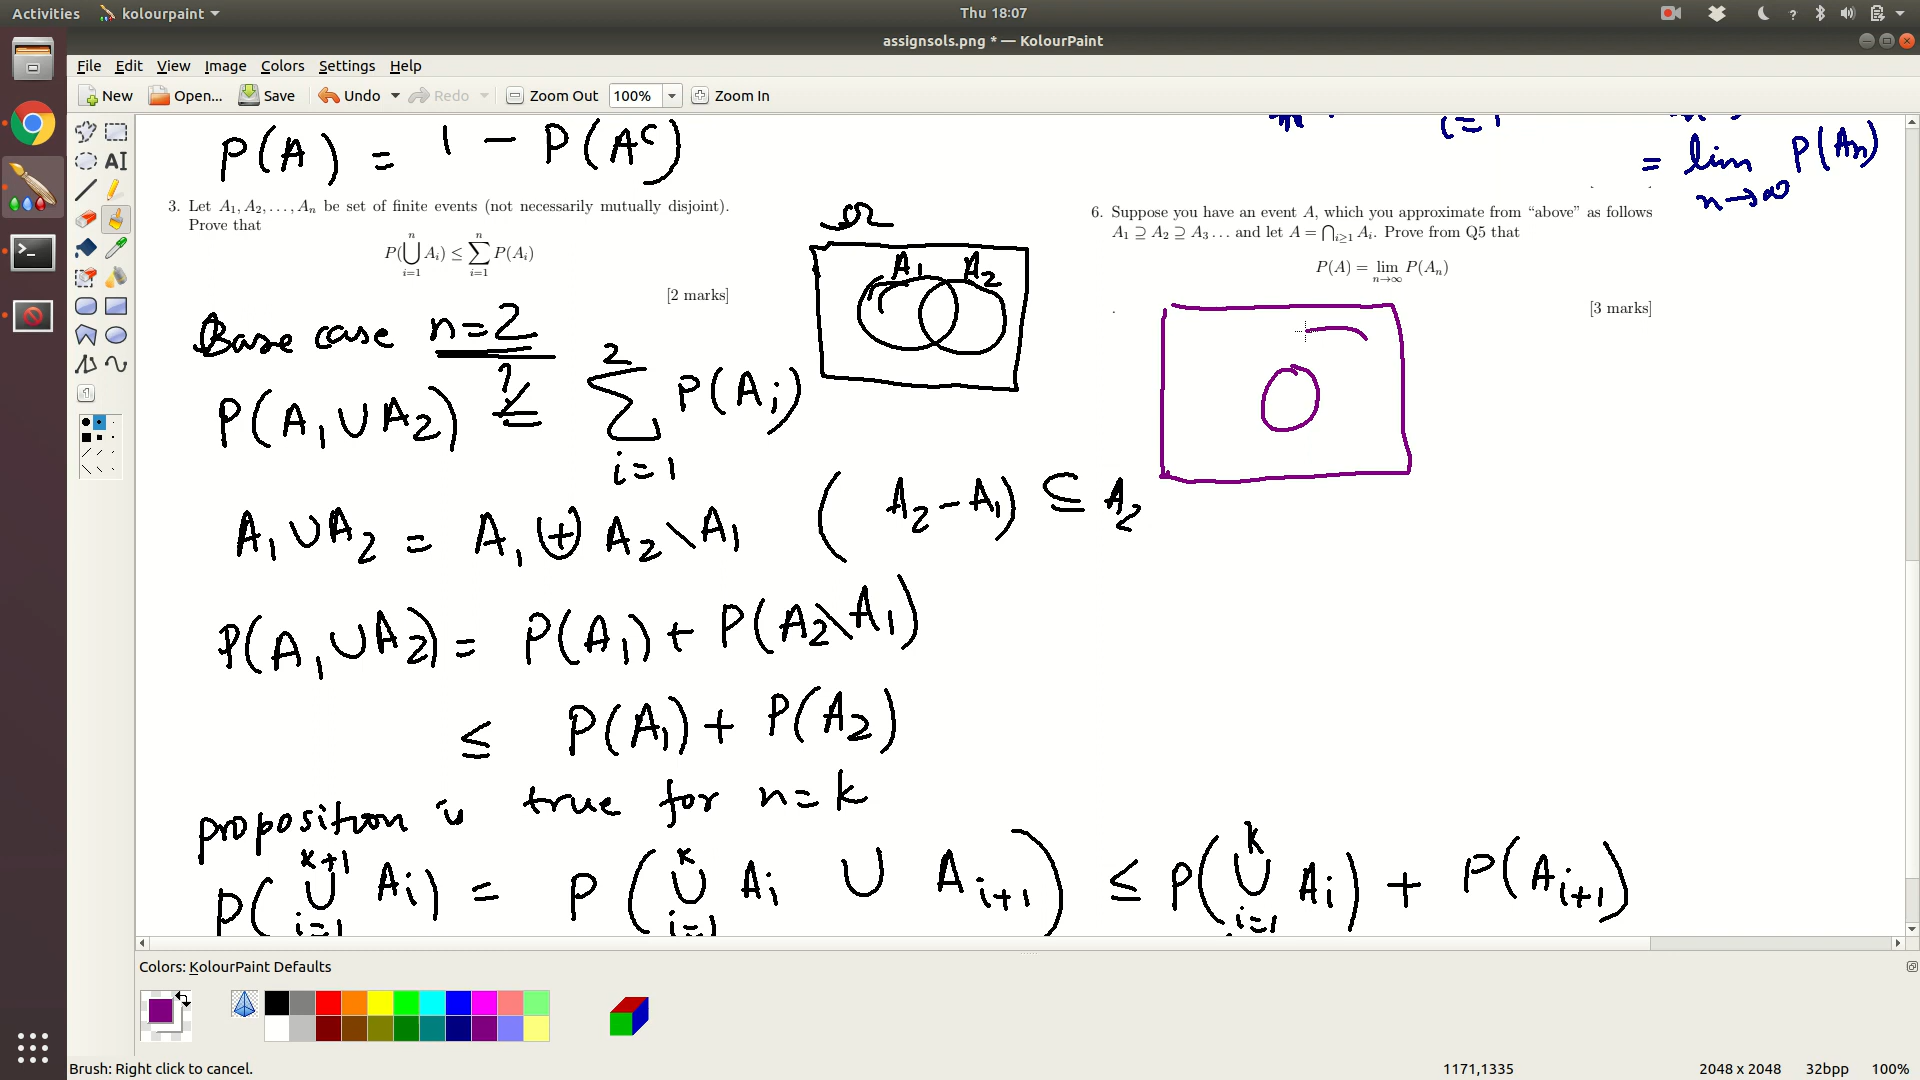 Activities kolourpaint Thu 18:07
assignsols.png * — KolourPaint
File Edit View Image Colors Settings Help
New Open... Save Undo Redo Zoom Out 100% Zoom In
P(A) = 1 - P(A^c)
i=1
= lim P(An)
n→∞
3. Let A₁, A₂, …, Aₙ be set of finite events (not necessarily mutually disjoint).
Prove that
P(⋃ⁿᵢ₌₁ Aᵢ) ≤ ∑ⁿᵢ₌₁ P(Aᵢ)
[2 marks]
Ω
A₁ A₂
Base case n=2
P(A₁ ∪ A₂) ≤? ∑²ᵢ₌₁ P(Aᵢ)
A₁ ∪ A₂ = A₁ ⊎ A₂ \ A₁ ( A₂ - A₁) ⊆ A₂
P(A₁ ∪ A₂) = P(A₁) + P(A₂ \ A₁)
≤ P(A₁) + P(A₂)
proposition is true for n=k
P( ⋃ᵏ⁺¹ᵢ₌₁ Aᵢ) = P ( ⋃ᵏᵢ₌₁ Aᵢ ∪ Aᵢ₊₁ ) ≤ P( ⋃ᵏᵢ₌₁ Aᵢ) + P(Aᵢ₊₁)
6. Suppose you have an event A, which you approximate from “above” as follows
A₁ ⊇ A₂ ⊇ A₃ … and let A = ⋂ᵢ≥₁ Aᵢ. Prove from Q5 that
P(A) = lim n→∞ P(Aₙ)
[3 marks]
Colors: KolourPaint Defaults
Brush: Right click to cancel. 1171,1335 2048 x 2048 32bpp 100%